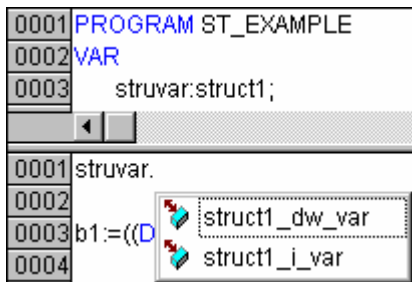 0001 PROGRAM ST_EXAMPLE
0002 VAR
0003 struvar:struct1;
0001 struvar.
0002
struct1_dw_var
0003 b1:=((D
struct1_i_var
0004